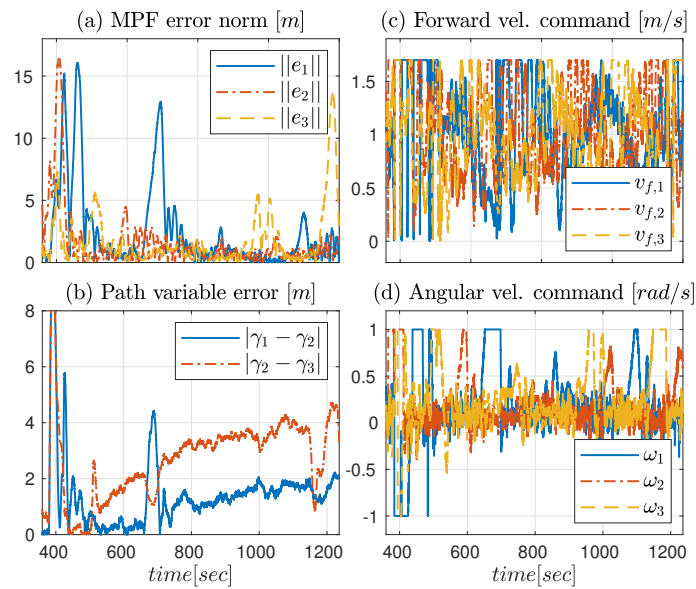 (a) MPF error norm [m]
15
10
5
0
||e₁||
||e₂||
||e₃||
(b) Path variable error [m]
8
6
4
2
0
|γ₁ − γ₂|
|γ₂ − γ₃|
400 600 800 1000 1200
time[sec]
(c) Forward vel. command [m/s]
1.5
1
0.5
0
v_{f,1}
v_{f,2}
v_{f,3}
(d) Angular vel. command [rad/s]
1
0.5
0
-0.5
-1
ω₁
ω₂
ω₃
400 600 800 1000 1200
time[sec]